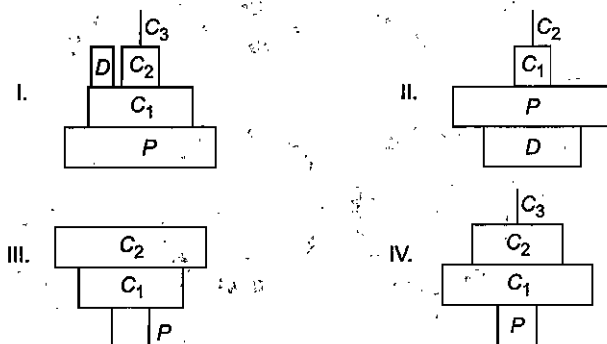 C₃
D C₂
I. C₁
P
C₂
C₁
II. P
D
C₂
III. C₁
P
C₃
C₂
IV. C₁
P